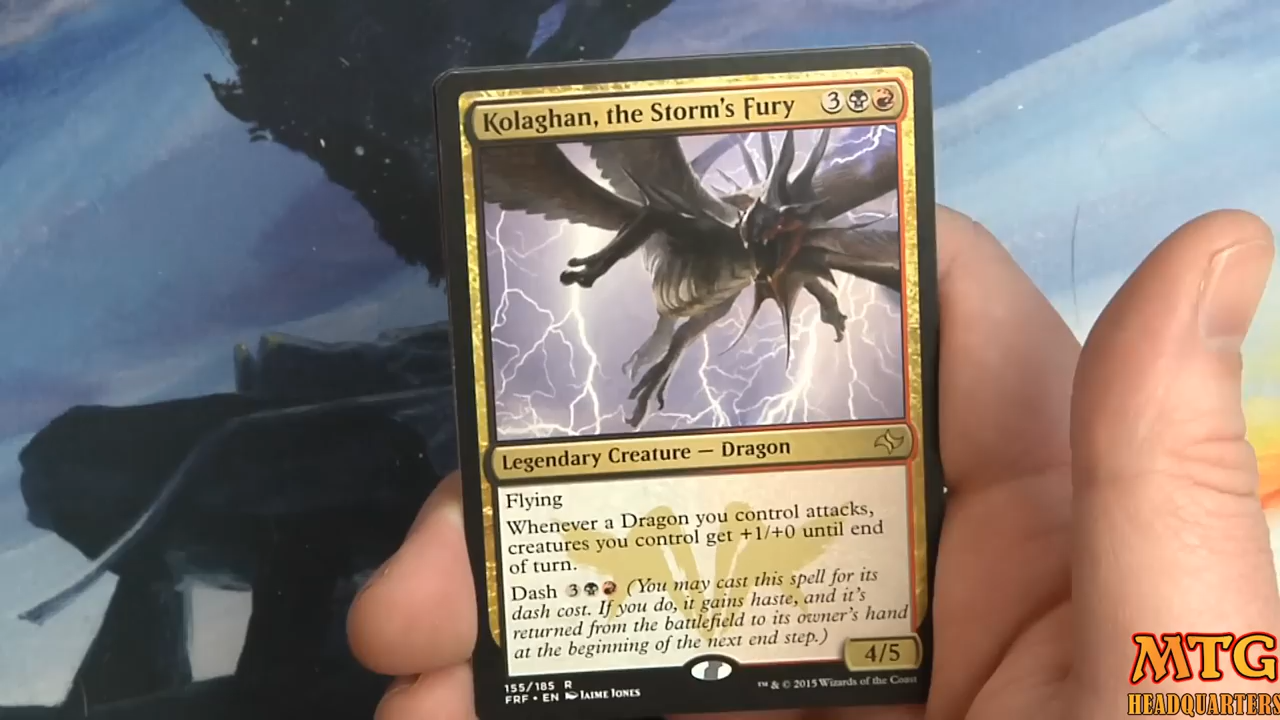 Kolaghan, the Storm's Fury 3
Legendary Creature — Dragon
Flying
Whenever a Dragon you control attacks,
creatures you control get +1/+0 until end
of turn.
Dash 3 (You may cast this spell for its
dash cost. If you do, it gains haste, and it's
returned from the battlefield to its owner's hand
at the beginning of the next end step.)
4/5
155/185 R
FRF • EN JAIME JONES
™ & © 2015 Wizards of the Coast
MTG
HEADQUARTERS